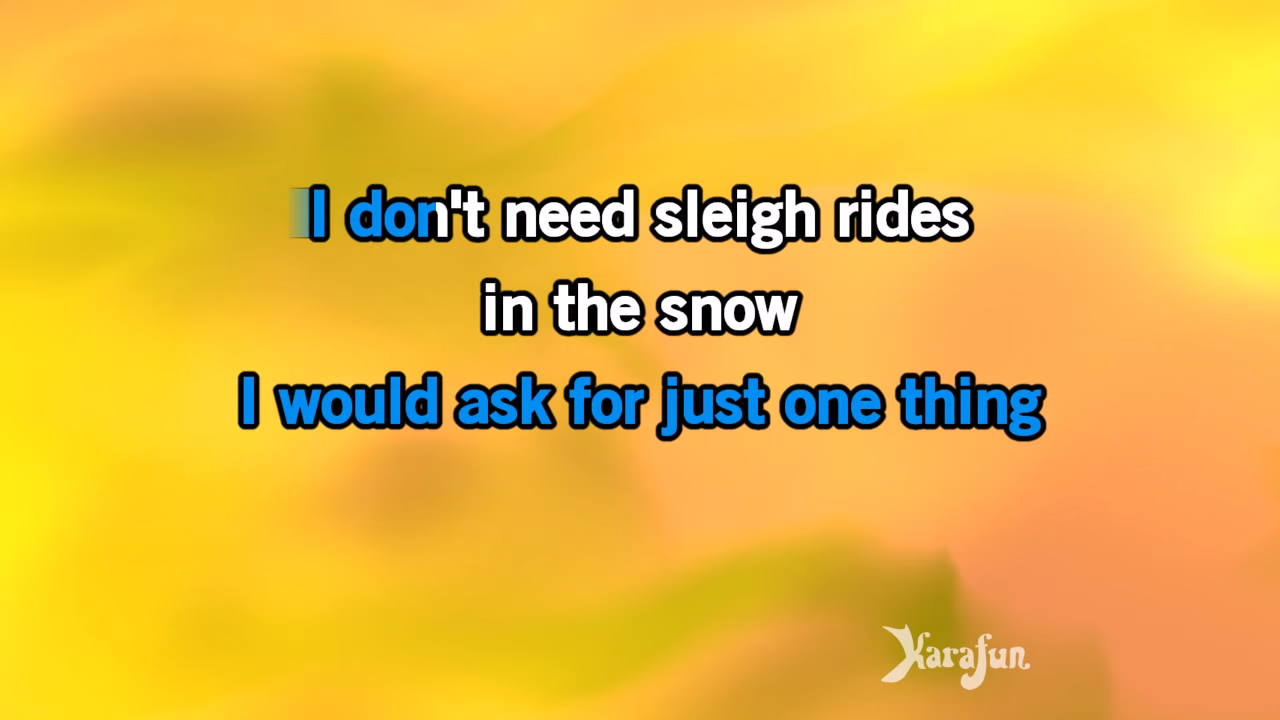 I don't need sleigh rides
in the snow
I would ask for just one thing
Karafun